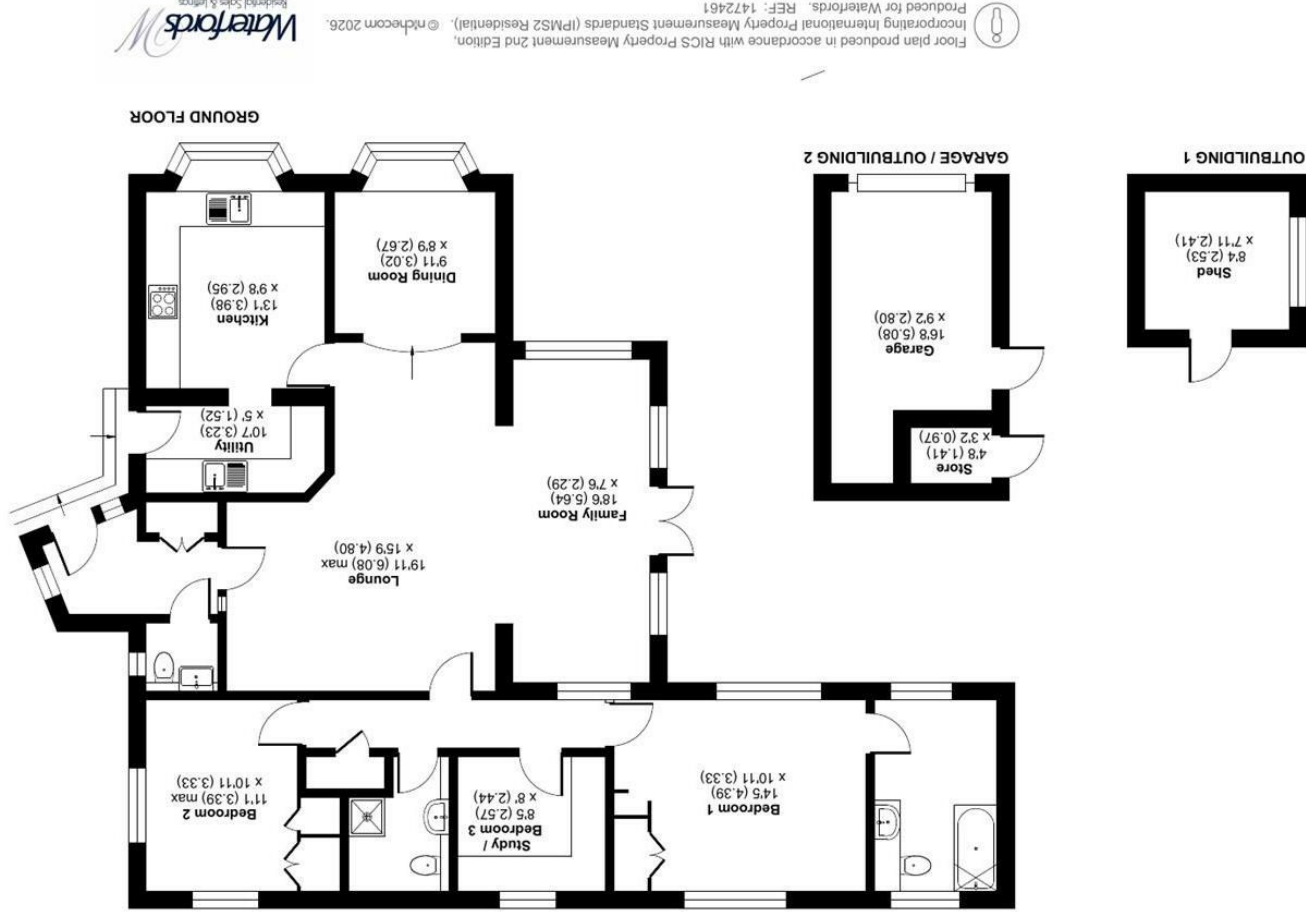 Bedroom 1
14'5 (4.39)
x 10'11 (3.33)
Study /
Bedroom 3
8'5 (2.57)
x 8' (2.44)
Bedroom 2
11'1 (3.39) max
x 10'11 (3.33)
Family Room
18'6 (5.64)
x 7'6 (2.29)
Lounge
19'11 (6.08) max
x 15'9 (4.80)
Store
4'8 (1.41)
x 3'2 (0.97)
Utility
10'7 (3.23)
x 5' (1.52)
Garage
16'8 (5.08)
x 9'2 (2.80)
Kitchen
13'1 (3.98)
x 9'8 (2.95)
Dining Room
9'11 (3.02)
x 8'9 (2.67)
Shed
8'4 (2.53)
x 7'11 (2.41)
OUTBUILDING 1
GARAGE / OUTBUILDING 2
GROUND FLOOR
Floor plan produced in accordance with RICS Property Measurement 2nd Edition,
Incorporating International Property Measurement Standards (IPMS2 Residential). © nichecom 2026.
Produced for Waterfords. REF: 1472461
Waterfords
Residential Sales & Lettings